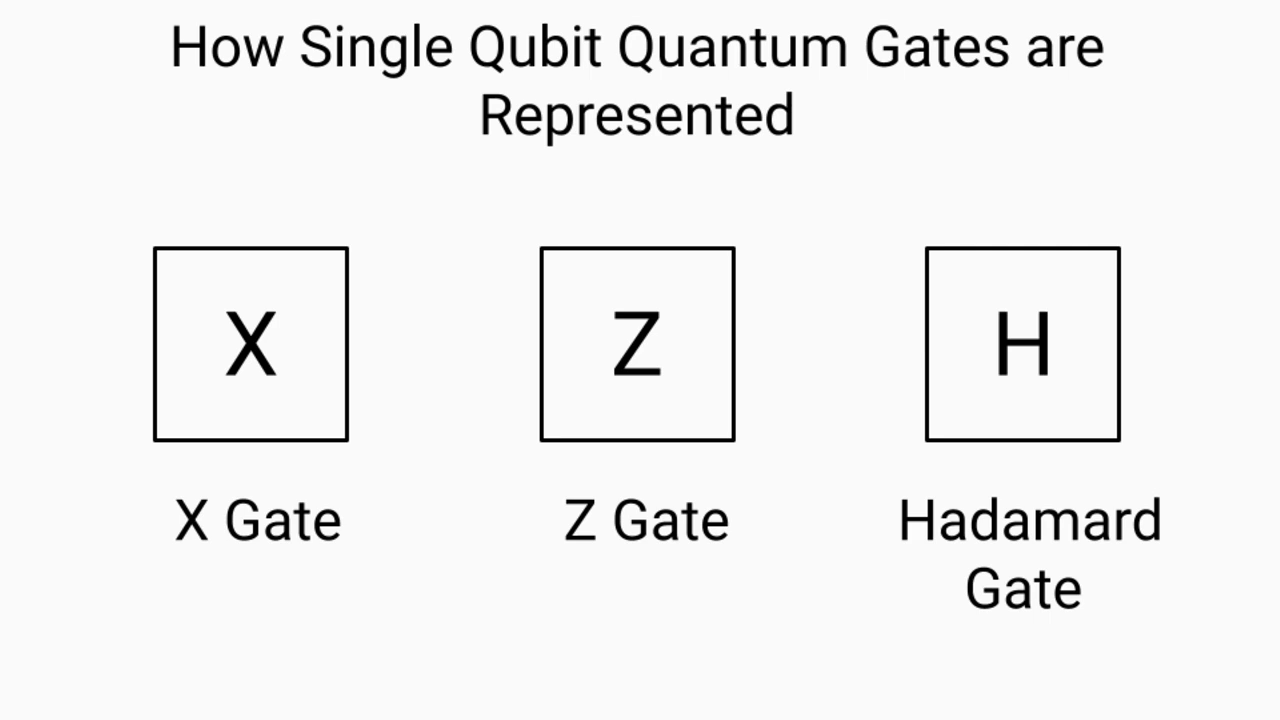 How Single Qubit Quantum Gates are
Represented
X
Z
H
X Gate
Z Gate
Hadamard
Gate